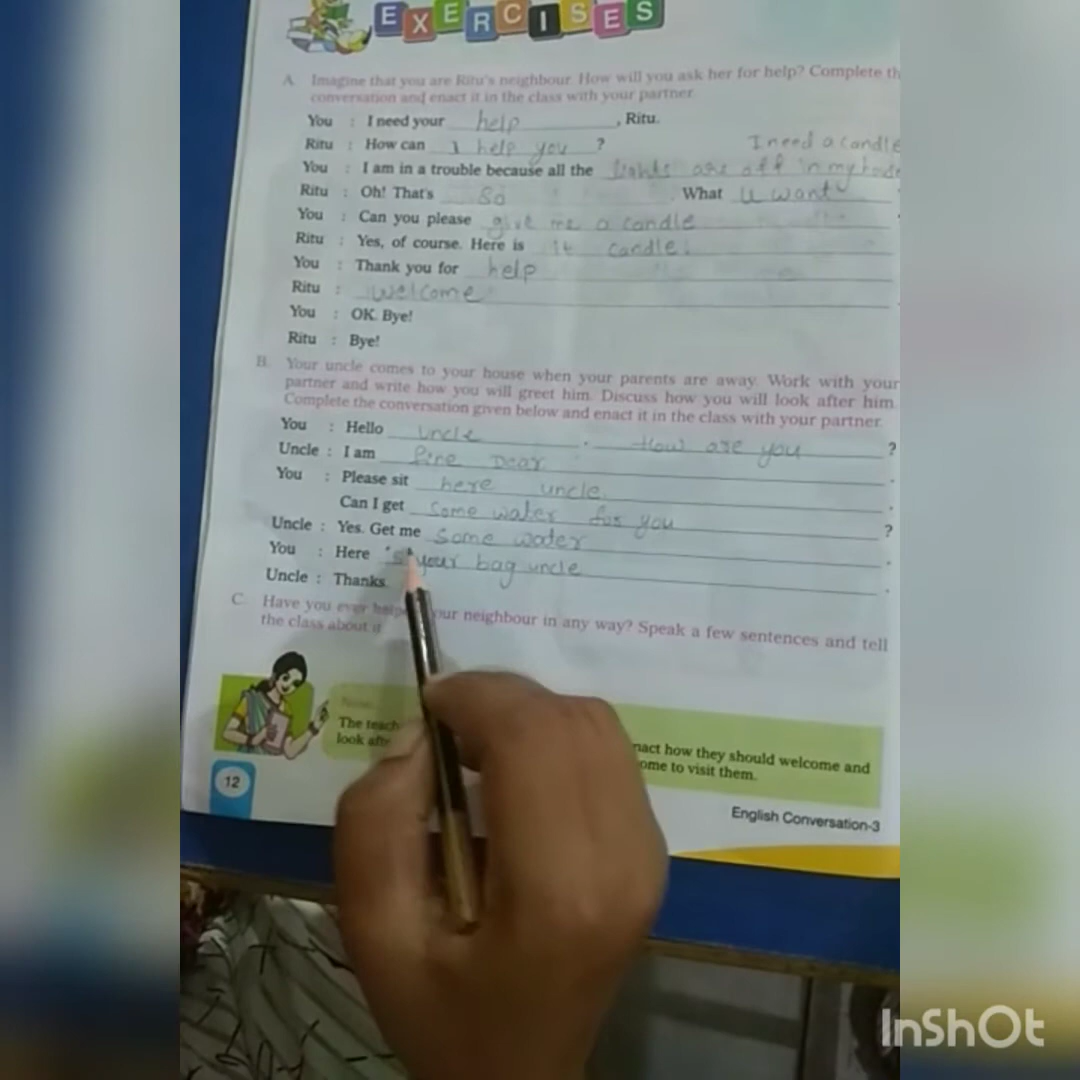 EXERCISES
A. Imagine that you are Ritu's neighbour. How will you ask her for help? Complete th
conversation and enact it in the class with your partner.
You : I need your help, Ritu.
Ritu : How can I help you ?
I need a candle
You : I am in a trouble because all the lights are off in my house
Ritu : Oh! That's So. What U want
You : Can you please give me a candle
Ritu : Yes, of course. Here is it candle.
You : Thank you for help
Ritu : welcome
You : OK. Bye!
Ritu : Bye!
B. Your uncle comes to your house when your parents are away. Work with your
partner and write how you will greet him. Discuss how you will look after him.
Complete the conversation given below and enact it in the class with your partner.
You : Hello Uncle. How are you ?
Uncle : I am fine Dear.
You : Please sit here uncle.
Can I get Some water for you ?
Uncle : Yes. Get me Some water.
You : Here 's your bag uncle.
Uncle : Thanks.
C. Have you ever your neighbour in any way? Speak a few sentences and tell
the class about it
The teach nact how they should welcome and
look afte ome to visit them.
12
English Conversation-3
InShOt